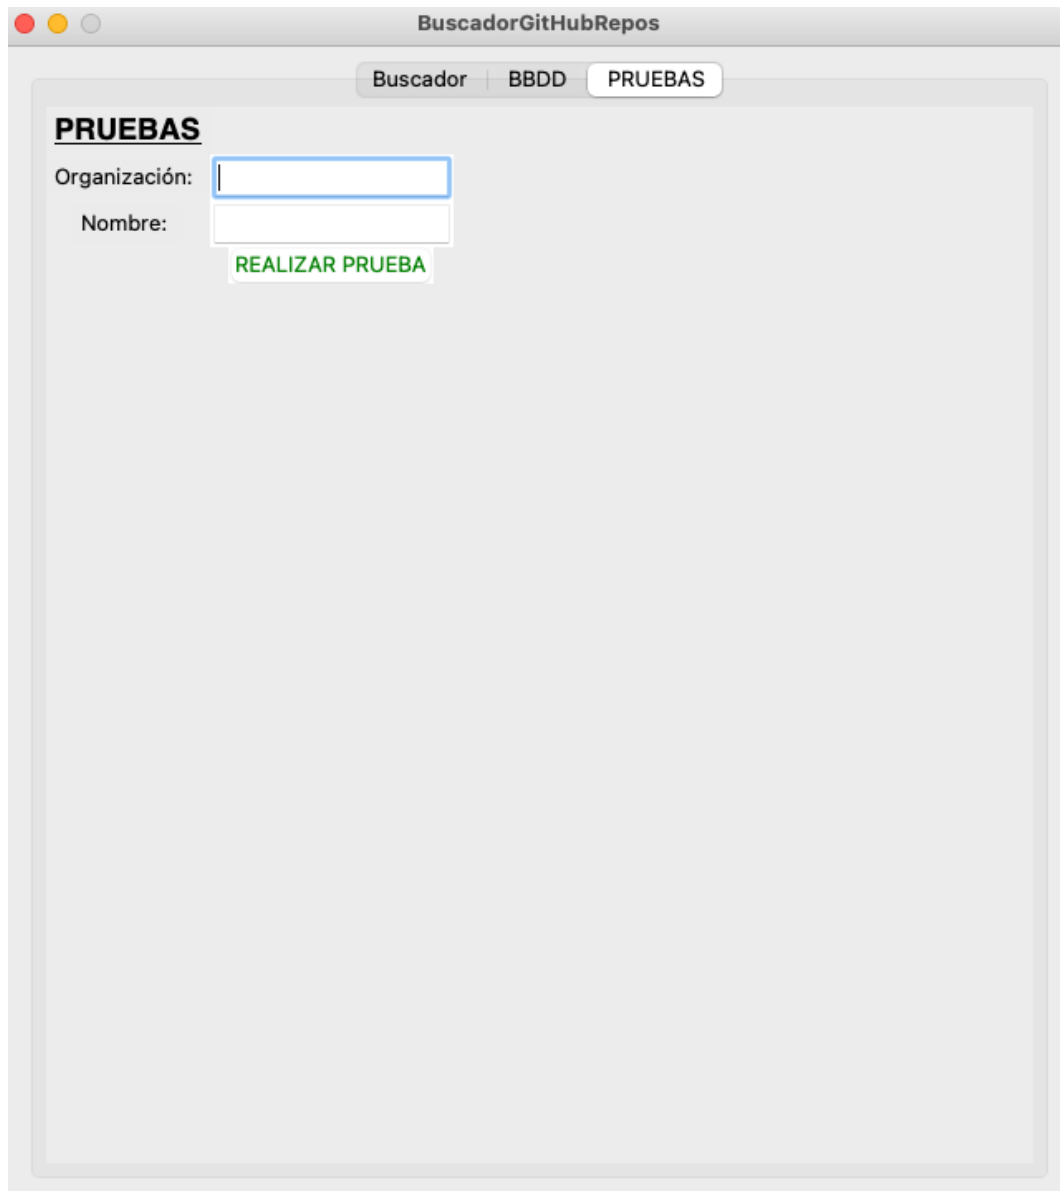 BuscadorGitHubRepos
Buscador BBDD PRUEBAS
PRUEBAS
Organización:
Nombre:
REALIZAR PRUEBA